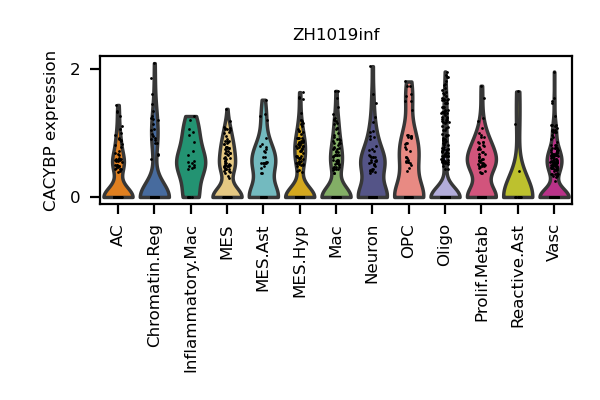 ZH1019inf
CACYBP expression
2
0
AC
Chromatin.Reg
Inflammatory.Mac
MES
MES.Ast
MES.Hyp
Mac
Neuron
OPC
Oligo
Prolif.Metab
Reactive.Ast
Vasc